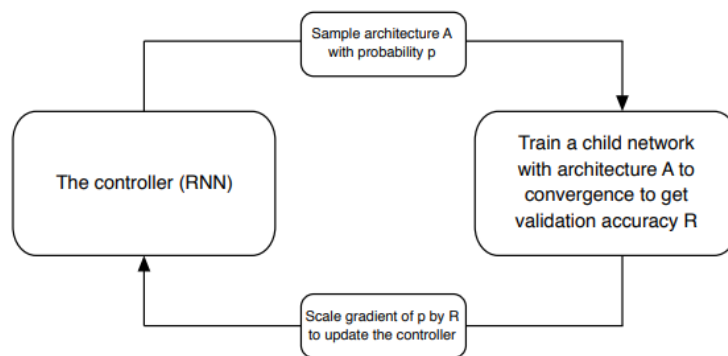 Sample architecture A
with probability p
The controller (RNN)
Train a child network
with architecture A to
convergence to get
validation accuracy R
Scale gradient of p by R
to update the controller